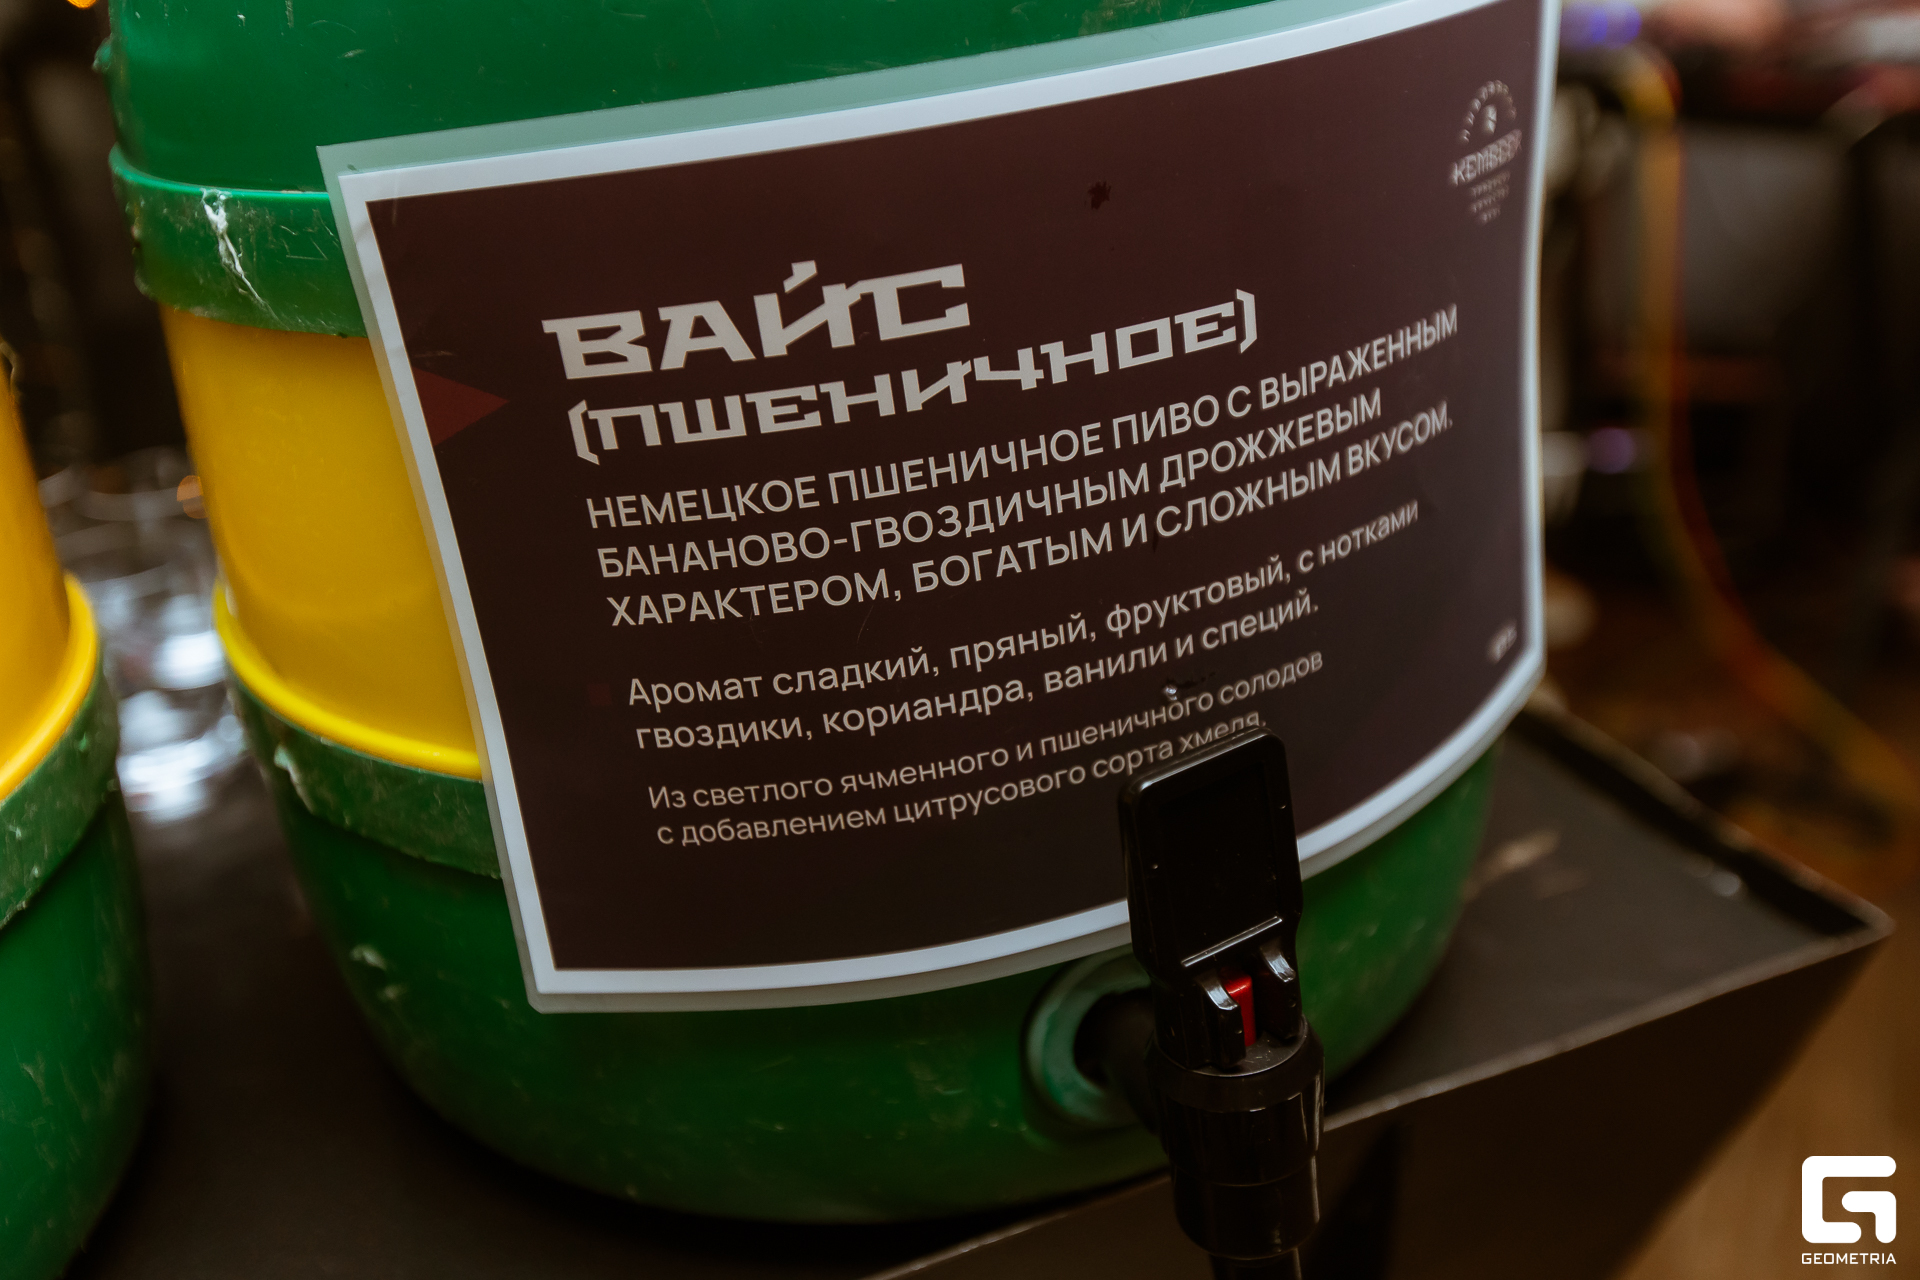 КЕМБЕЕР
ВАЙС
(ПШЕНИЧНОЕ)
НЕМЕЦКОЕ ПШЕНИЧНОЕ ПИВО С ВЫРАЖЕННЫМ
БАНАНОВО-ГВОЗДИЧНЫМ ДРОЖЖЕВЫМ
ХАРАКТЕРОМ, БОГАТЫМ И СЛОЖНЫМ ВКУСОМ.
Аромат сладкий, пряный, фруктовый, с нотками
гвоздики, кориандра, ванили и специй.
Из светлого ячменного и пшеничного солодов
с добавлением цитрусового сорта хмеля.
GEOMETRIA